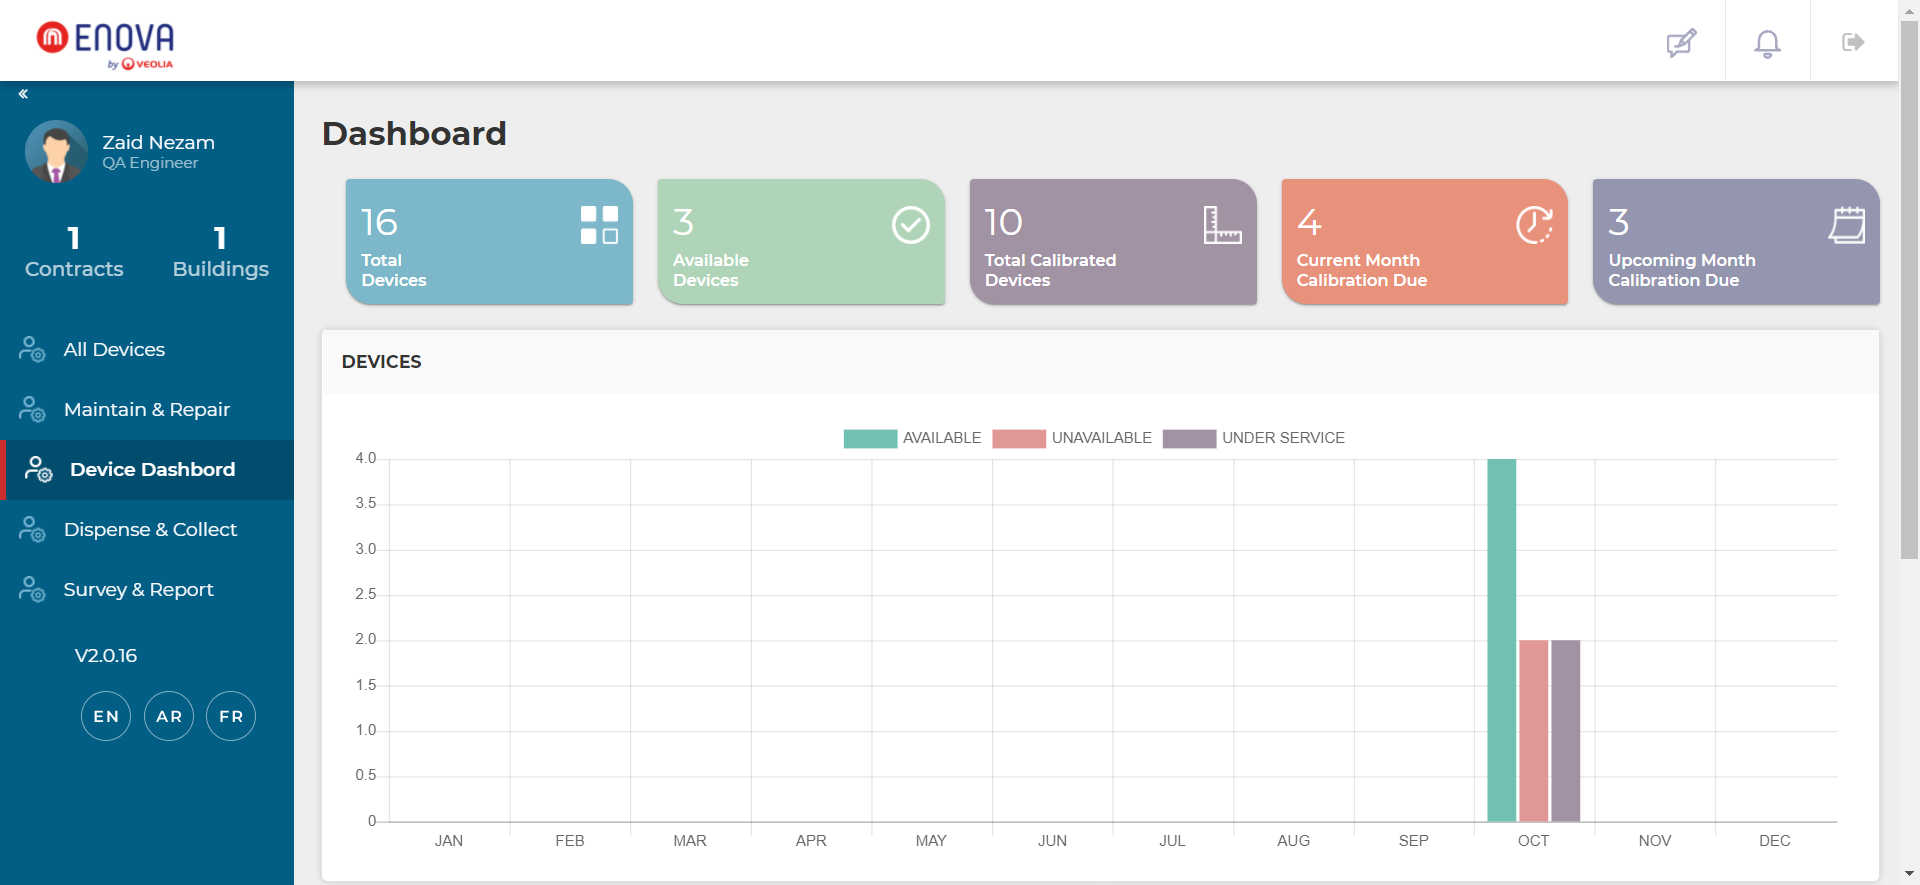 ENOVA
by VEOLIA
«
Zaid Nezam
QA Engineer
1 Contracts
1 Buildings
All Devices
Maintain & Repair
Device Dashbord
Dispense & Collect
Survey & Report
V2.0.16
EN AR FR
Dashboard
16
Total
Devices
3
Available
Devices
10
Total Calibrated
Devices
4
Current Month
Calibration Due
3
Upcoming Month
Calibration Due
DEVICES
AVAILABLE UNAVAILABLE UNDER SERVICE
4.0
3.5
3.0
2.5
2.0
1.5
1.0
0.5
0
JAN FEB MAR APR MAY JUN JUL AUG SEP OCT NOV DEC